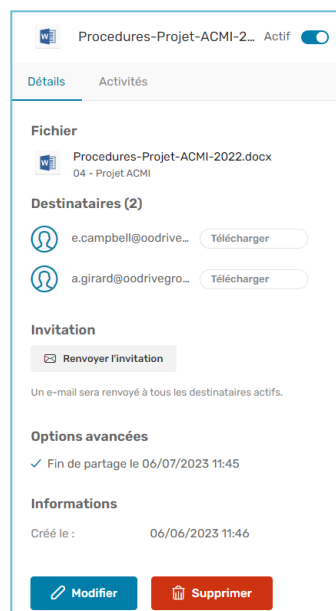 Procedures-Projet-ACMI-2... Actif
Détails Activités
Fichier
Procedures-Projet-ACMI-2022.docx
04 - Projet ACMI
Destinataires (2)
e.campbell@oodrive... Télécharger
a.girard@oodrivegro... Télécharger
Invitation
Renvoyer l'invitation
Un e-mail sera renvoyé à tous les destinataires actifs.
Options avancées
Fin de partage le 06/07/2023 11:45
Informations
Créé le : 06/06/2023 11:46
Modifier Supprimer